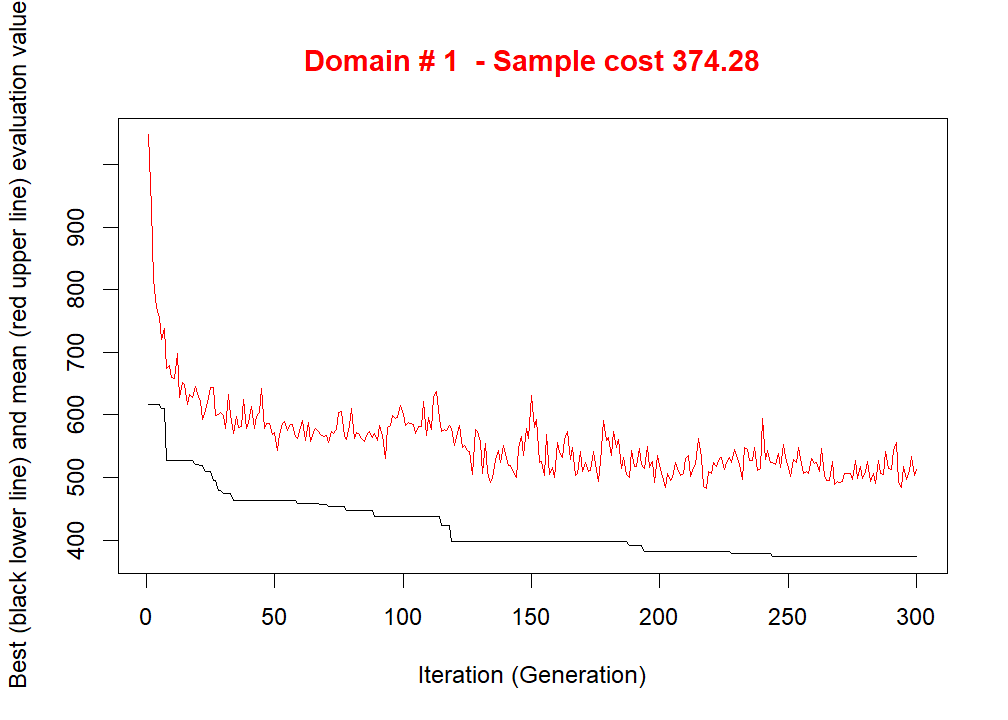 Domain # 1  - Sample cost 374.28
Best (black lower line) and mean (red upper line) evaluation value
900
800
700
600
500
400
0 50 100 150 200 250 300
Iteration (Generation)